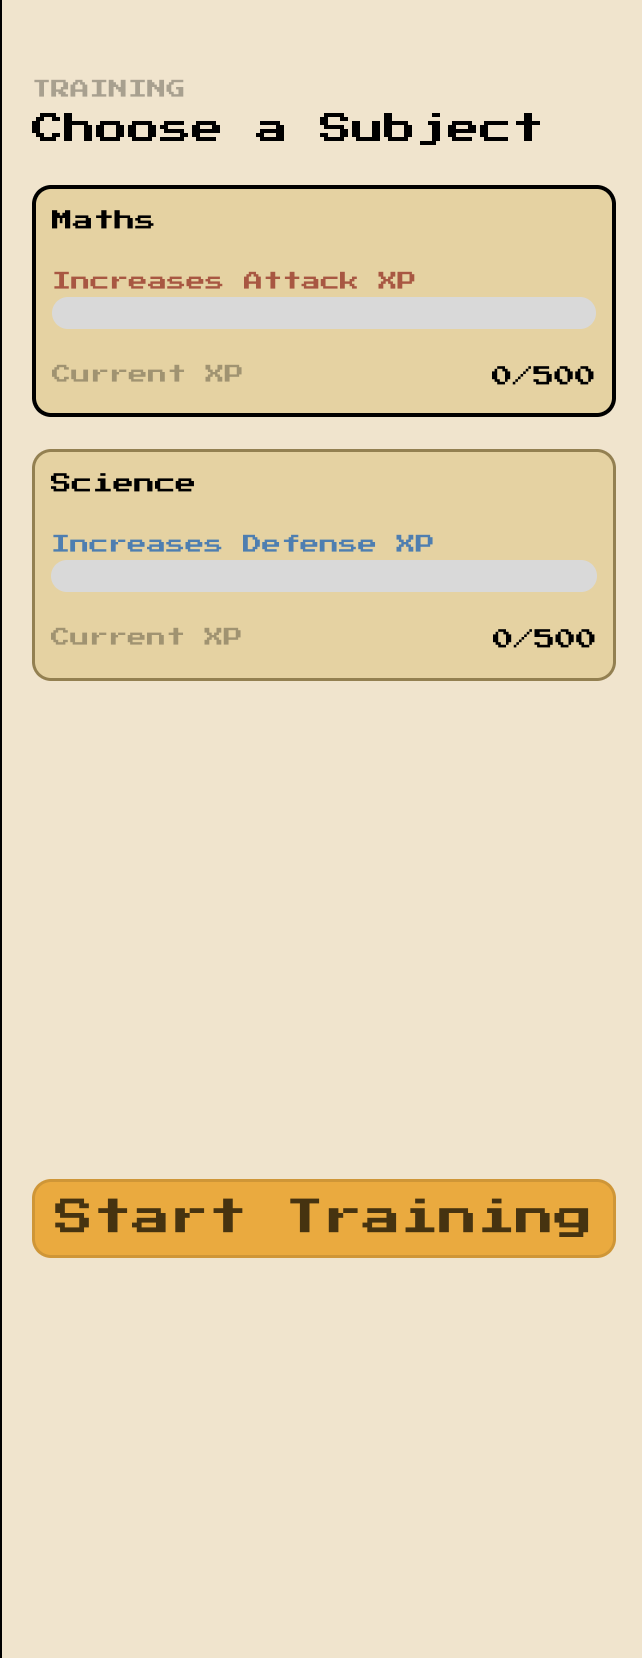 TRAINING
Choose a Subject
Maths
Increases Attack XP
Current XP 0/500
Science
Increases Defense XP
Current XP 0/500
Start Training